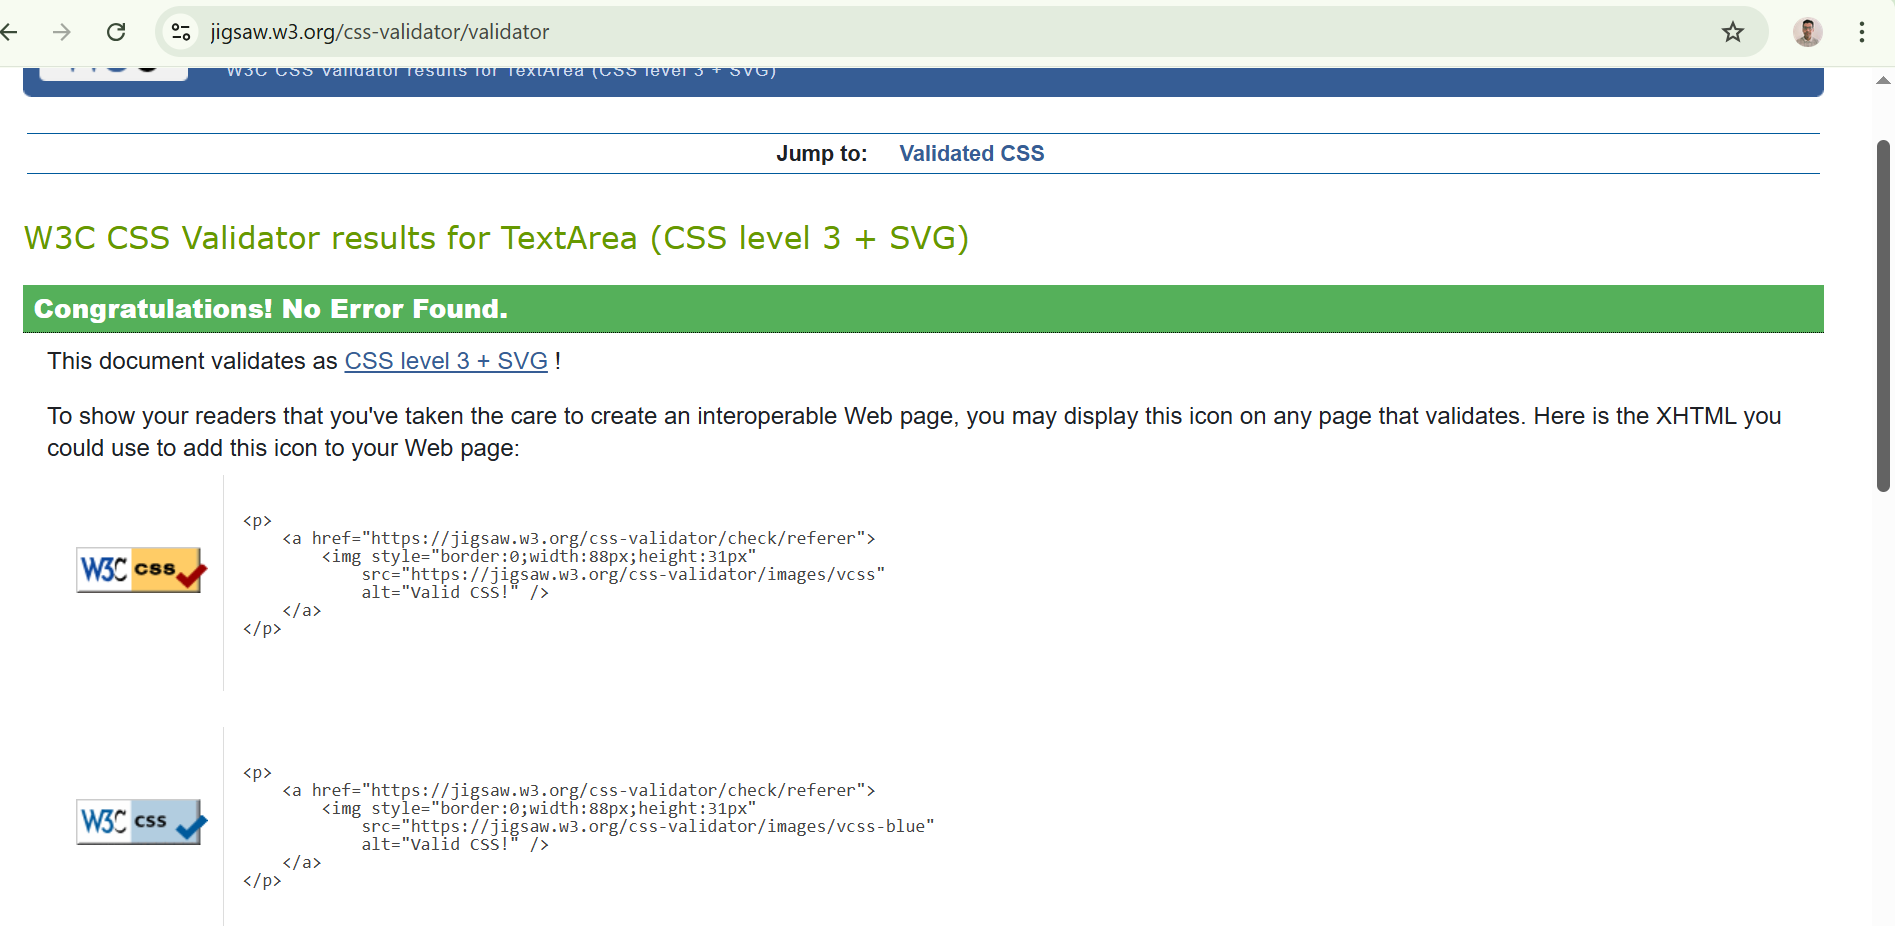 jigsaw.w3.org/css-validator/validator
W3C CSS Validator results for TextArea (CSS level 3 + SVG)
Jump to: Validated CSS
W3C CSS Validator results for TextArea (CSS level 3 + SVG)
Congratulations! No Error Found.
This document validates as CSS level 3 + SVG !
To show your readers that you've taken the care to create an interoperable Web page, you may display this icon on any page that validates. Here is the XHTML you
could use to add this icon to your Web page:
W3C css
<p>
    <a href="https://jigsaw.w3.org/css-validator/check/referer">
        <img style="border:0;width:88px;height:31px"
            src="https://jigsaw.w3.org/css-validator/images/vcss"
            alt="Valid CSS!" />
    </a>
</p>
W3C css
<p>
    <a href="https://jigsaw.w3.org/css-validator/check/referer">
        <img style="border:0;width:88px;height:31px"
            src="https://jigsaw.w3.org/css-validator/images/vcss-blue"
            alt="Valid CSS!" />
    </a>
</p>